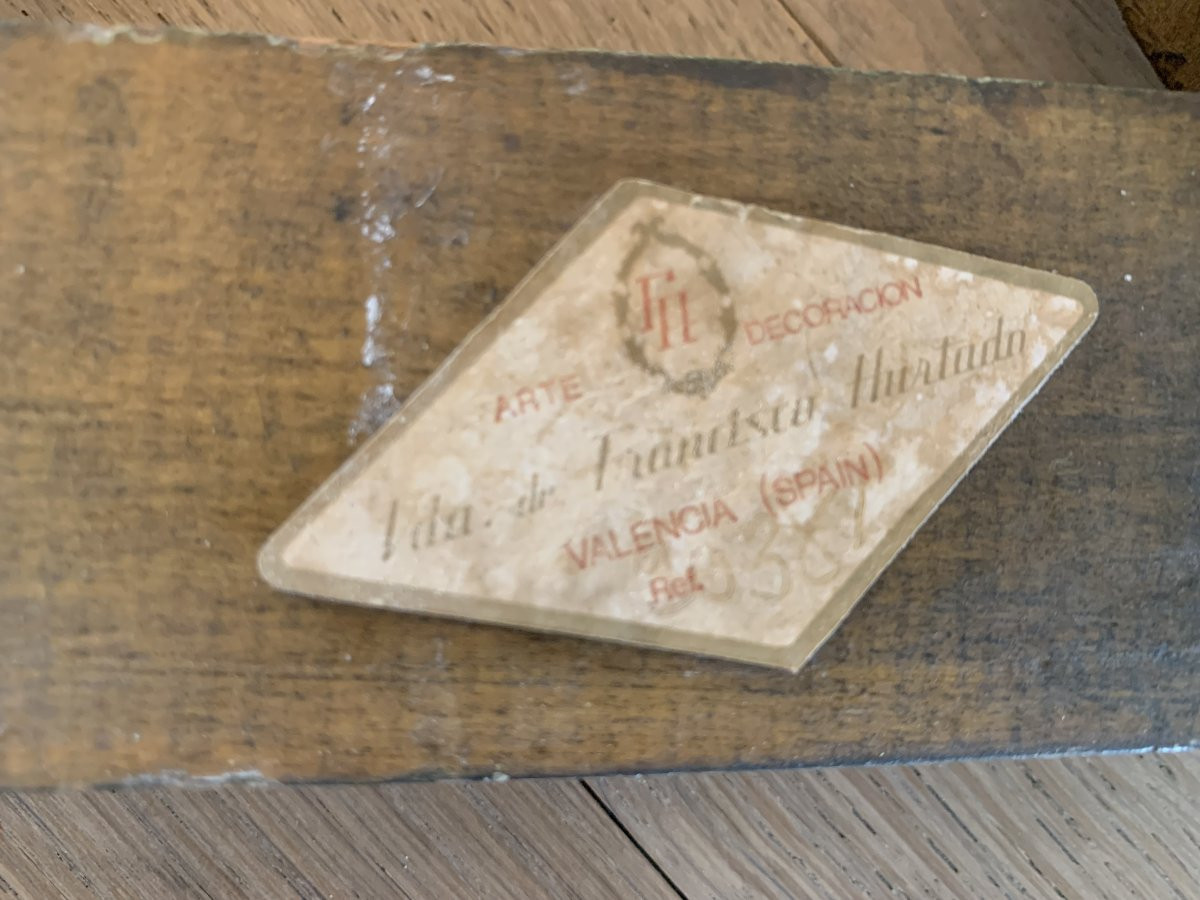 FH
ARTE DECORACION
Vda. de Francisco Hurtado
VALENCIA (SPAIN)
Ref.